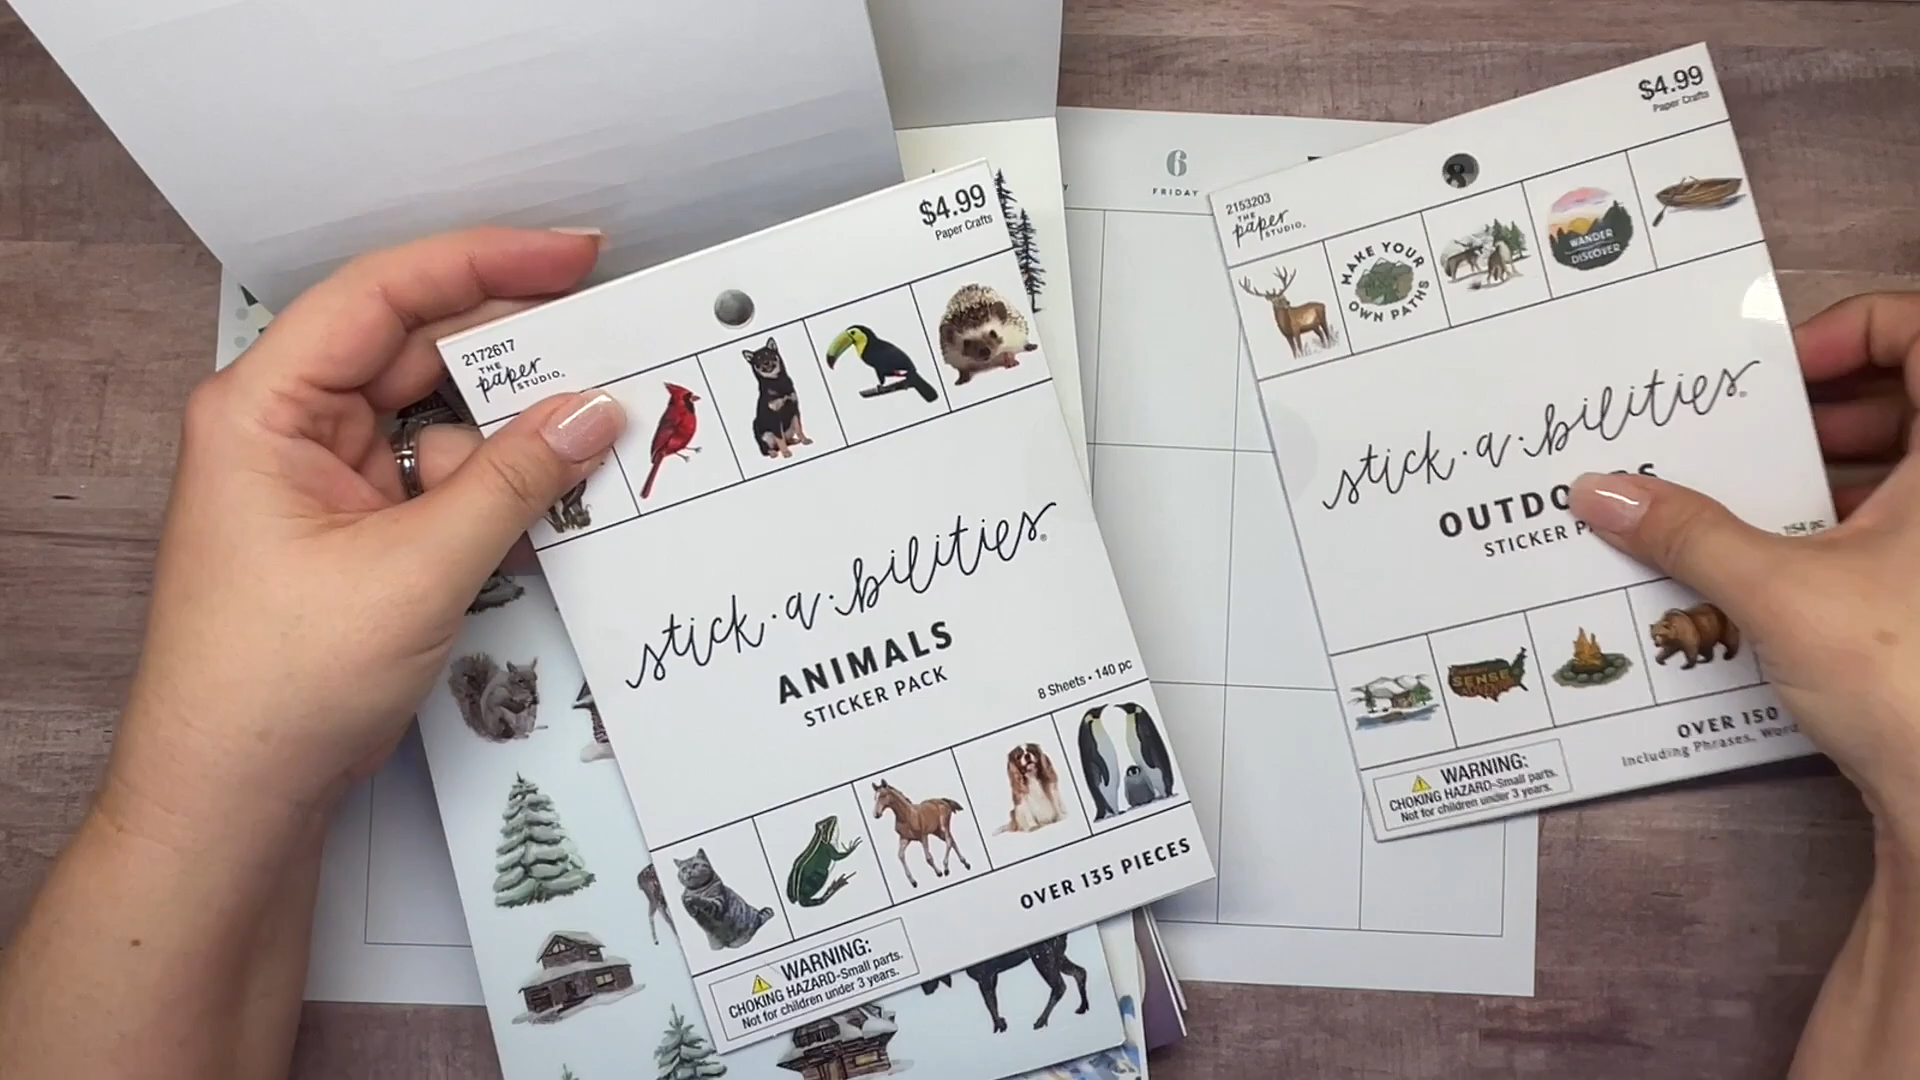 6
FRIDAY
$4.99
Paper Crafts
2172617
THE
paper
STUDIO®
stick·a·bilities®
ANIMALS
STICKER PACK
8 Sheets • 140 pc
OVER 135 PIECES
WARNING:
CHOKING HAZARD-Small parts.
Not for children under 3 years.
$4.99
Paper Crafts
2153203
THE
paper
STUDIO®
MAKE YOUR
OWN PATHS
WANDER
DISCOVER
stick·a·bilities®
STICKER
154 pc
SENSE
OVER 150
Including Phrases,
WARNING:
CHOKING HAZARD-Small parts.
Not for children under 3 years.